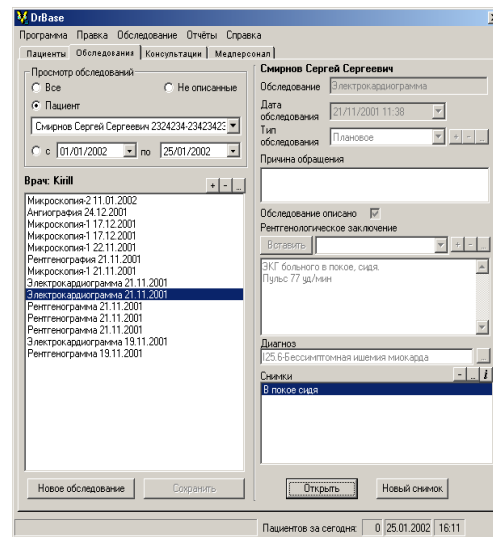 DrBase
Программа Правка Обследование Отчёты Справка
Пациенты Обследования Консультации Медперсонал
Просмотр обследований
Все Не описанные
Пациент
Смирнов Сергей Сергеевич 2324234-23423423
с 01/01/2002 по 25/01/2002
Врач: Kirill
+ - ...
Микроскопия-2 11.01.2002
Ангиография 24.12.2001
Микроскопия-1 17.12.2001
Микроскопия-1 17.12.2001
Микроскопия-1 22.11.2001
Рентгенография 21.11.2001
Микроскопия-1 21.11.2001
Электрокардиограмма 21.11.2001
Электрокардиограмма 21.11.2001
Рентгенограмма 21.11.2001
Рентгенограмма 21.11.2001
Рентгенограмма 21.11.2001
Электрокардиограмма 19.11.2001
Рентгенограмма 19.11.2001
Новое обследование Сохранить
Смирнов Сергей Сергеевич
Обследование Электрокардиограмма
Дата
обследования 21/11/2001 11:38
Тип
обследования Плановое + - ...
Причина обращения
Обследование описано
Рентгенологическое заключение
Вставить + - ...
ЭКГ больного в покое, сидя.
Пульс 77 уд/мин
Диагноз
I25.6-Бессимптомная ишемия миокарда ...
Снимки - ... i
В покое сидя
Открыть Новый снимок
Пациентов за сегодня: 0 25.01.2002 16:11